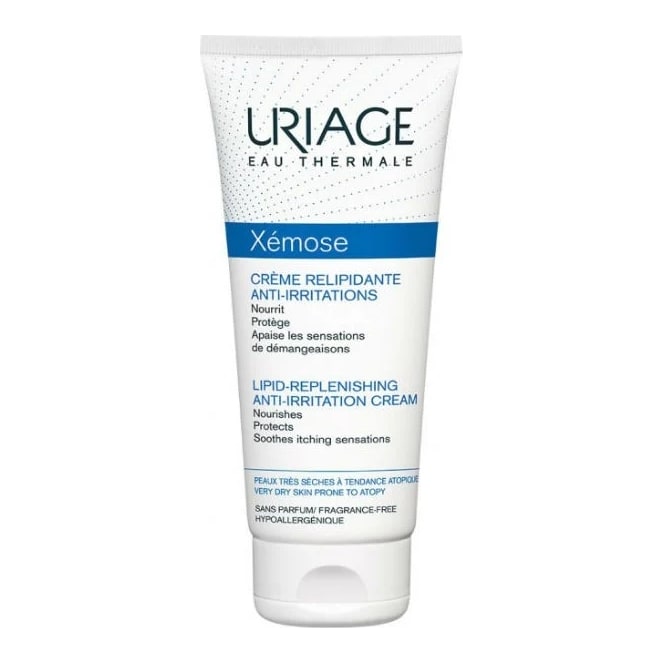 URIAGE
EAU THERMALE
Xémose
CRÈME RELIPIDANTE
ANTI-IRRITATIONS
Nourrit
Protège
Apaise les sensations
de démangeaisons
LIPID-REPLENISHING
ANTI-IRRITATION CREAM
Nourishes
Protects
Soothes itching sensations
PEAUX TRÈS SÈCHES À TENDANCE ATOPIQUE
VERY DRY SKIN PRONE TO ATOPY
SANS PARFUM/ FRAGRANCE-FREE
HYPOALLERGÉNIQUE